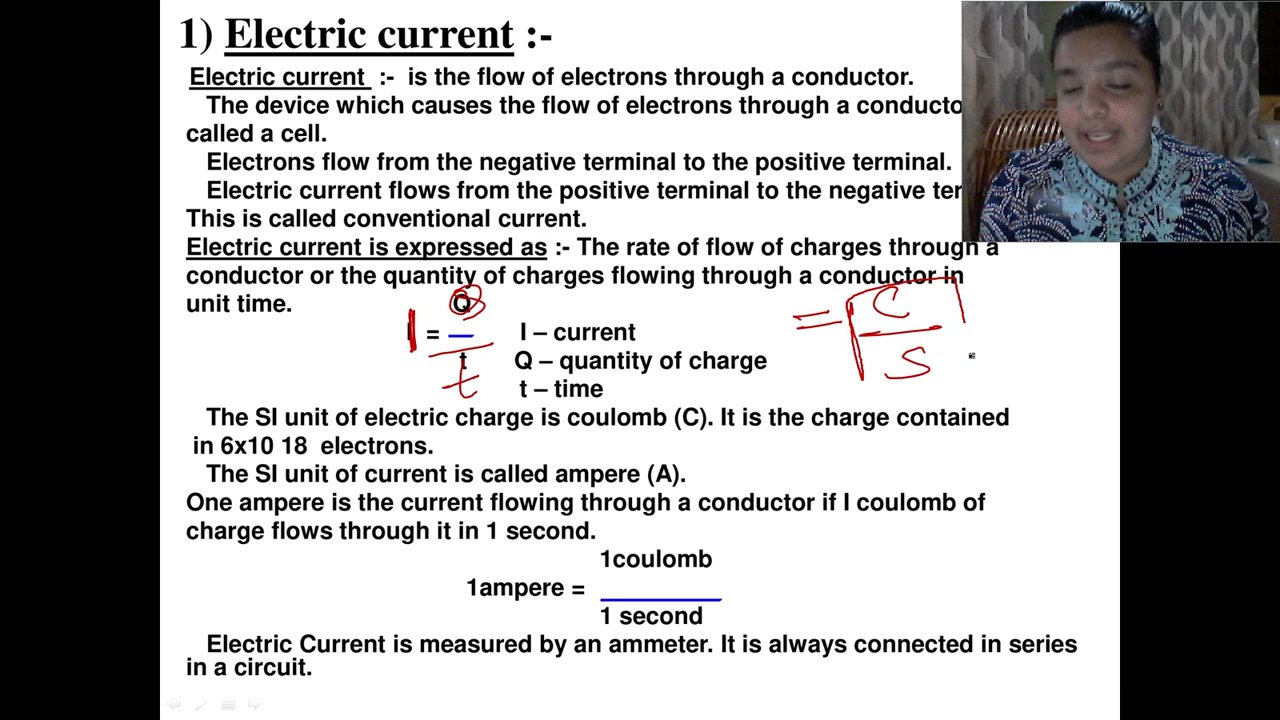 1) Electric current :-
Electric current :- is the flow of electrons through a conductor.
The device which causes the flow of electrons through a conducto
called a cell.
Electrons flow from the negative terminal to the positive terminal.
Electric current flows from the positive terminal to the negative ter
This is called conventional current.
Electric current is expressed as :- The rate of flow of charges through a
conductor or the quantity of charges flowing through a conductor in
unit time.
Q
I = I – current
t Q – quantity of charge
t – time
= C
S
The SI unit of electric charge is coulomb (C). It is the charge contained
in 6x10 18 electrons.
The SI unit of current is called ampere (A).
One ampere is the current flowing through a conductor if I coulomb of
charge flows through it in 1 second.
1coulomb
1ampere =
1 second
Electric Current is measured by an ammeter. It is always connected in series
in a circuit.